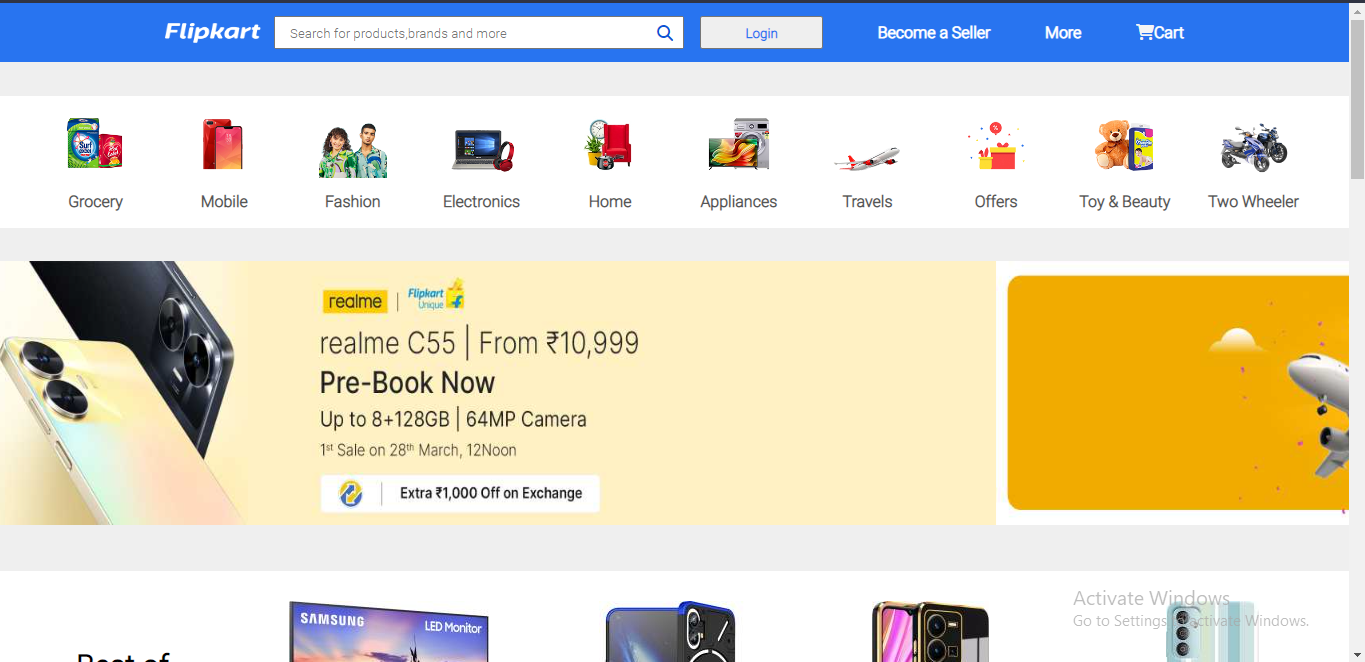 Flipkart
Search for products,brands and more
Login
Become a Seller
More
Cart
Surf excel
Grocery
Mobile
Fashion
Electronics
Home
Appliances
Travels
Offers
Toy & Beauty
Two Wheeler
realme | Flipkart Unique
realme C55 | From ₹10,999
Pre-Book Now
Up to 8+128GB | 64MP Camera
1st Sale on 28th March, 12Noon
Extra ₹1,000 Off on Exchange
Best of
SAMSUNG
LED Monitor
Activate Windows
Go to Settings to activate Windows.